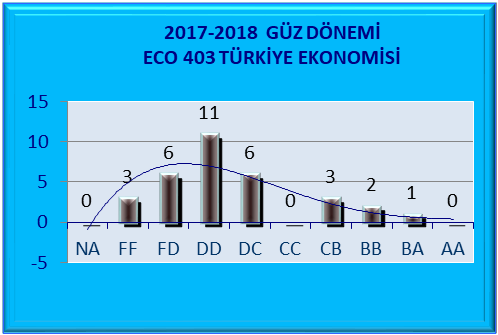 2017-2018 GÜZ DÖNEMİ
ECO 403 TÜRKİYE EKONOMİSİ
15
10
5
0
-5
0 3 6 11 6 0 3 2 1 0
NA FF FD DD DC CC CB BB BA AA